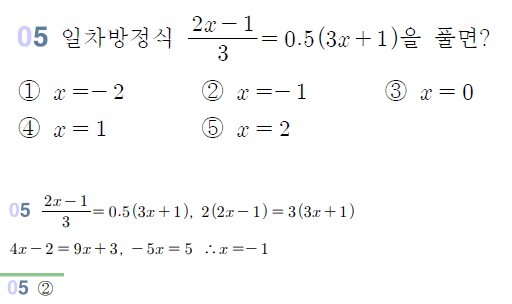 05 일차방정식 \frac{2x-1}{3}=0.5(3x+1)을 풀면?
① x=-2 ② x=-1 ③ x=0
④ x=1 ⑤ x=2
05 \frac{2x-1}{3}=0.5(3x+1), 2(2x-1)=3(3x+1)
4x-2=9x+3, -5x=5 ∴x=-1
05 ②